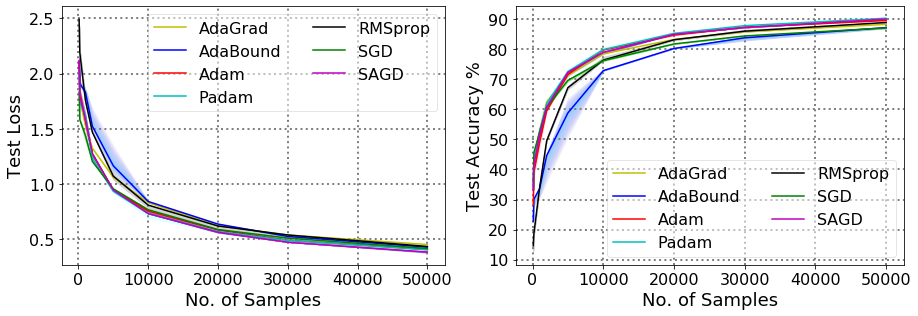 2.5
2.0
1.5
1.0
0.5
Test Loss
AdaGrad
AdaBound
Adam
Padam
RMSprop
SGD
SAGD
0 10000 20000 30000 40000 50000
No. of Samples
90
80
70
60
50
40
30
20
10
Test Accuracy %
AdaGrad
AdaBound
Adam
Padam
RMSprop
SGD
SAGD
0 10000 20000 30000 40000 50000
No. of Samples